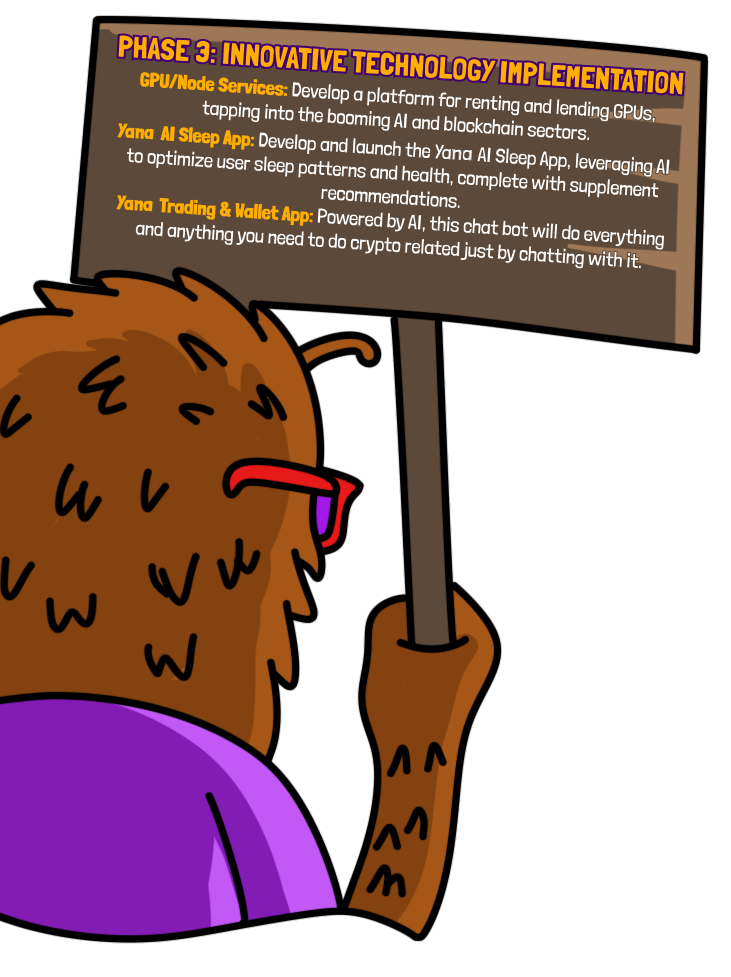 PHASE 3: INNOVATIVE TECHNOLOGY IMPLEMENTATION
GPU/Node Services: Develop a platform for renting and lending GPUs,
tapping into the booming AI and blockchain sectors.
Yana AI Sleep App: Develop and launch the Yana AI Sleep App, leveraging AI
to optimize user sleep patterns and health, complete with supplement
recommendations.
Yana Trading & Wallet App: Powered by AI, this chat bot will do everything
and anything you need to do crypto related just by chatting with it.